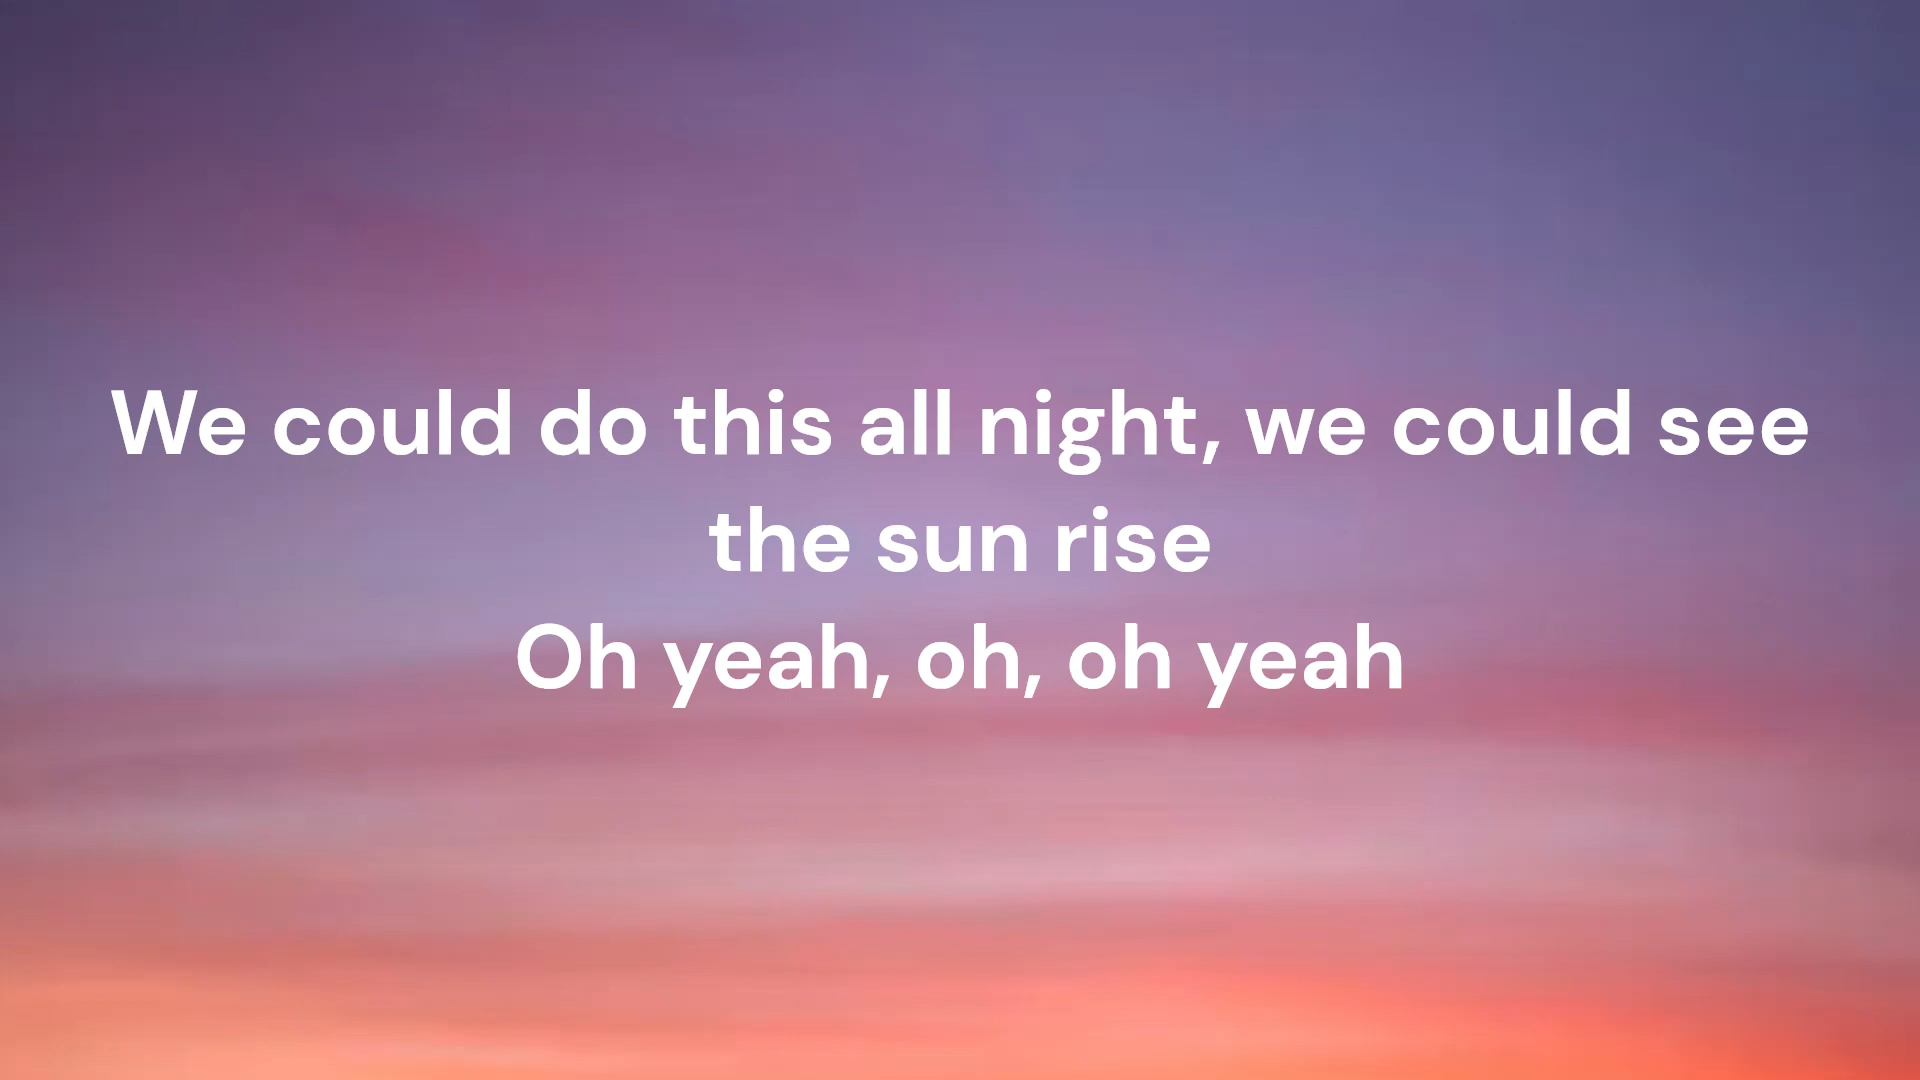 We could do this all night, we could see
the sun rise
Oh yeah, oh, oh yeah